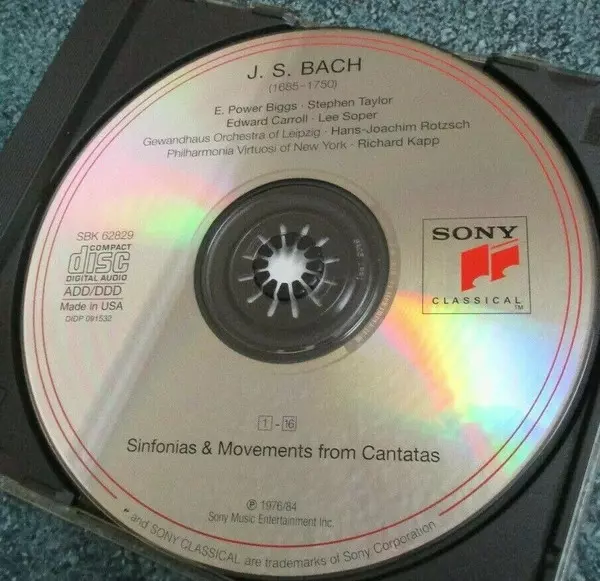 J. S. BACH
(1685–1750)
E. Power Biggs · Stephen Taylor
Edward Carroll · Lee Soper
Gewandhaus Orchestra of Leipzig · Hans-Joachim Rotzsch
Philharmonia Virtuosi of New York · Richard Kapp
SBK 62829
COMPACT
disc
DIGITAL AUDIO
ADD/DDD
Made in USA
DIDP 091532
SONY
CLASSICAL
TM
1 - 16
Sinfonias & Movements from Cantatas
℗ 1976/84
Sony Music Entertainment Inc.
and SONY CLASSICAL are trademarks of Sony Corporation